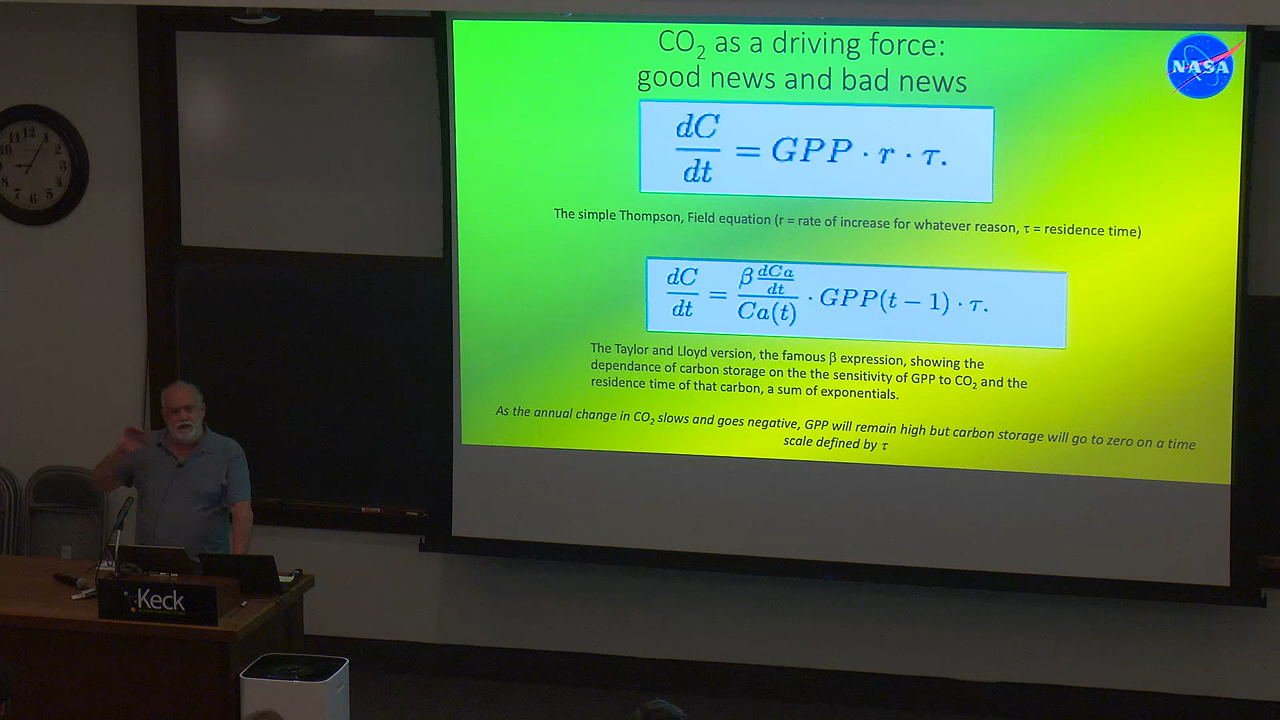 CO₂ as a driving force:
good news and bad news
NASA
dC/dt = GPP · r · τ.
The simple Thompson, Field equation (r = rate of increase for whatever reason, τ = residence time)
dC/dt = β dCa/dt / Ca(t) · GPP(t − 1) · τ.
The Taylor and Lloyd version, the famous β expression, showing the
dependance of carbon storage on the the sensitivity of GPP to CO₂ and the
residence time of that carbon, a sum of exponentials.
As the annual change in CO₂ slows and goes negative, GPP will remain high but carbon storage will go to zero on a time
scale defined by τ
Keck